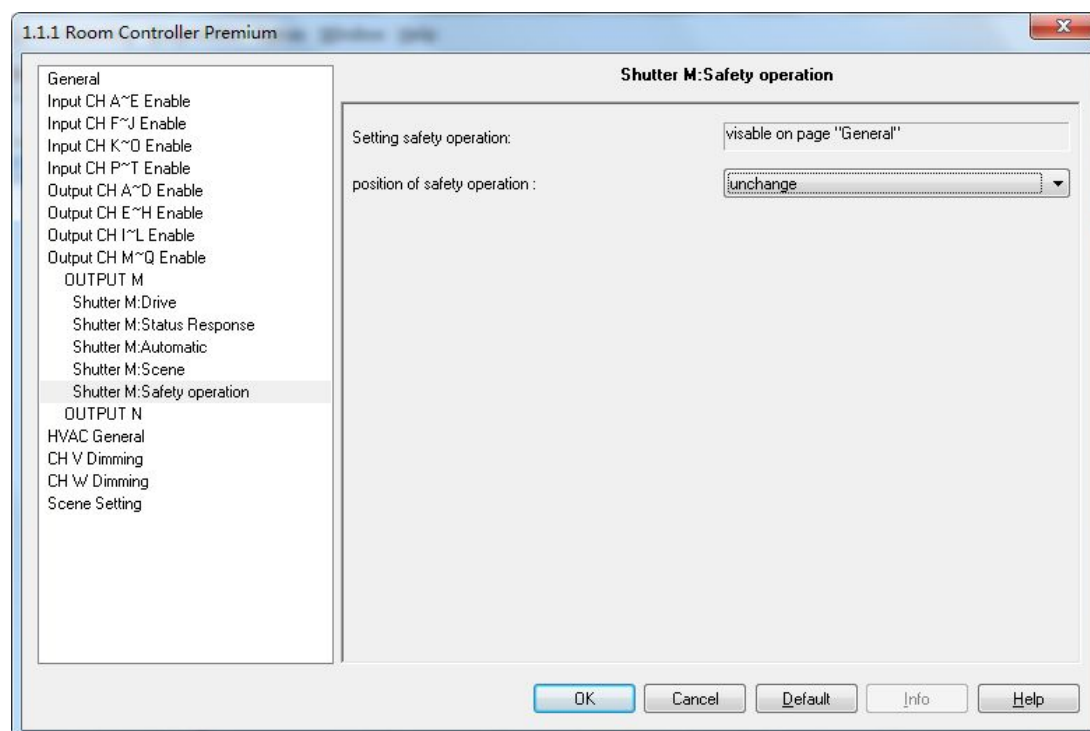 1.1.1 Room Controller Premium
General
Input CH A~E Enable
Input CH F~J Enable
Input CH K~O Enable
Input CH P~T Enable
Output CH A~D Enable
Output CH E~H Enable
Output CH I~L Enable
Output CH M~Q Enable
OUTPUT M
Shutter M:Drive
Shutter M:Status Response
Shutter M:Automatic
Shutter M:Scene
Shutter M:Safety operation
OUTPUT N
HVAC General
CH V Dimming
CH W Dimming
Scene Setting
Shutter M:Safety operation
Setting safety operation:
visable on page "General"
position of safety operation :
unchange
OK
Cancel
Default
Info
Help